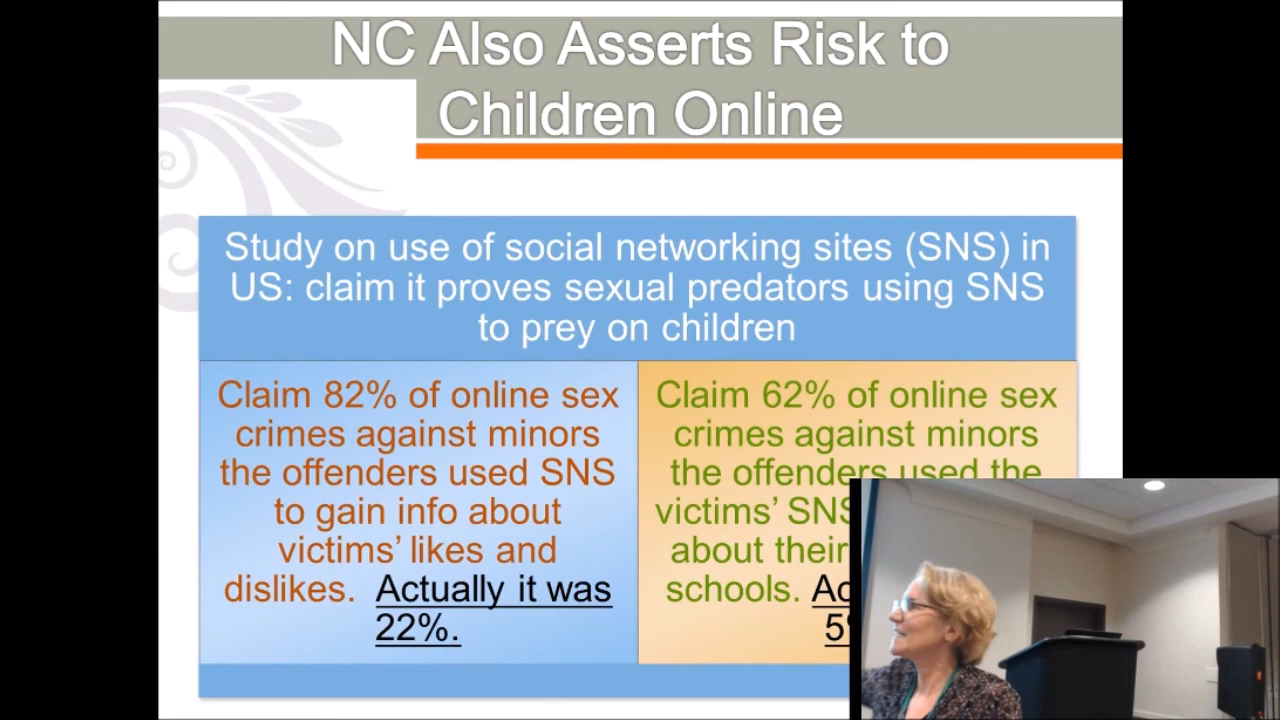 NC Also Asserts Risk to
Children Online
Study on use of social networking sites (SNS) in
US: claim it proves sexual predators using SNS
to prey on children
Claim 82% of online sex
crimes against minors
the offenders used SNS
to gain info about
victims’ likes and
dislikes. Actually it was
22%.
Claim 62% of online sex
crimes against minors
the offenders used the
victims’ SNS
about their
schools.